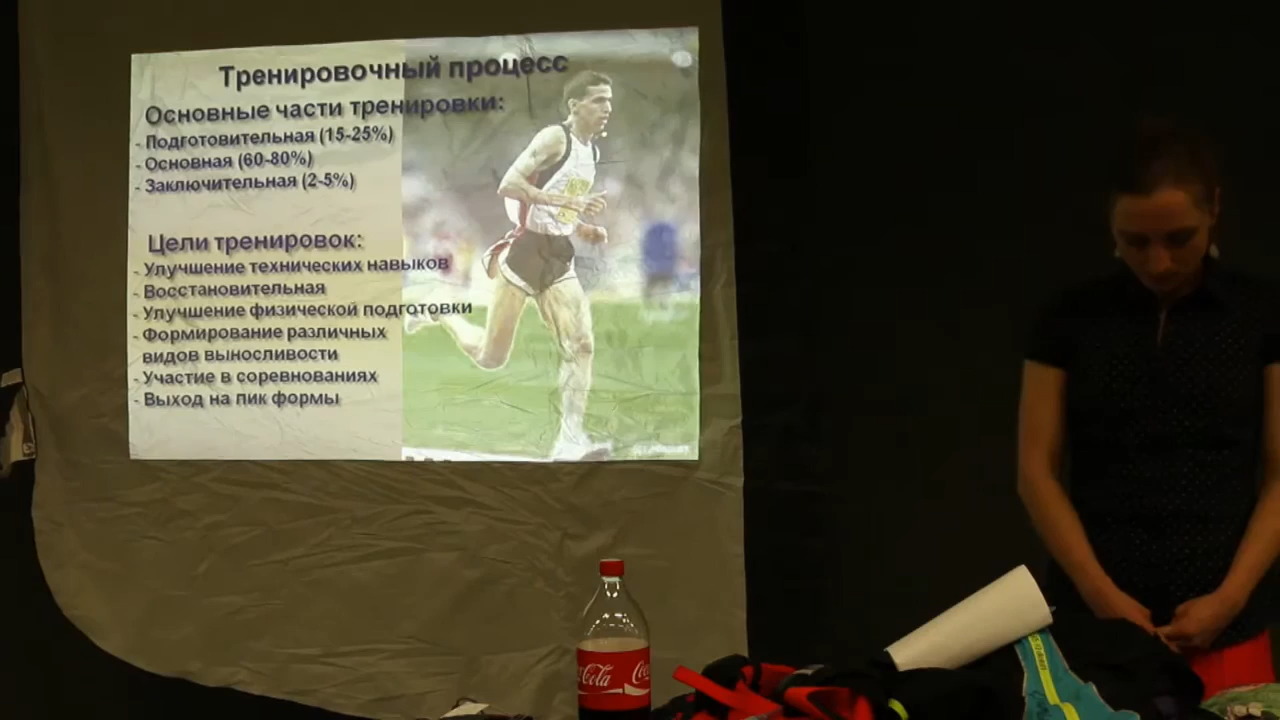 Тренировочный процесс
Основные части тренировки:
- Подготовительная (15-25%)
- Основная (60-80%)
- Заключительная (2-5%)
Цели тренировок:
- Улучшение технических навыков
- Восстановительная
- Улучшение физической подготовки
- Формирование различных
видов выносливости
- Участие в соревнованиях
- Выход на пик формы
Cola Coca